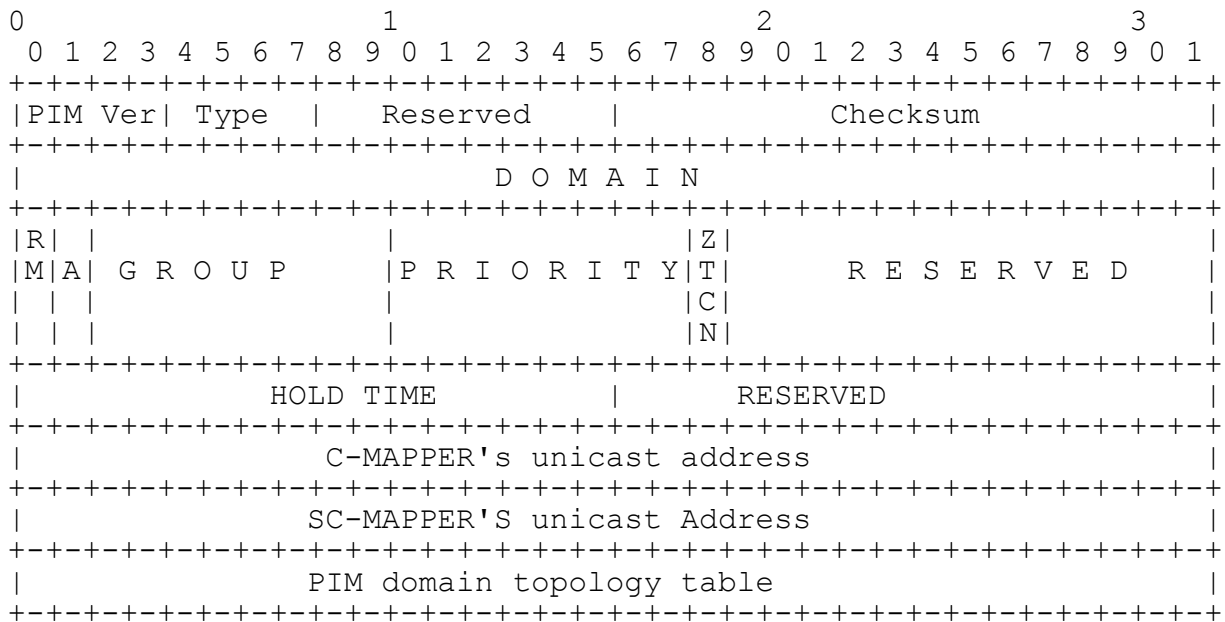 0                   1                   2                   3
 0 1 2 3 4 5 6 7 8 9 0 1 2 3 4 5 6 7 8 9 0 1 2 3 4 5 6 7 8 9 0 1
+-+-+-+-+-+-+-+-+-+-+-+-+-+-+-+-+-+-+-+-+-+-+-+-+-+-+-+-+-+-+-+-+
|PIM Ver| Type  |   Reserved    |           Checksum            |
+-+-+-+-+-+-+-+-+-+-+-+-+-+-+-+-+-+-+-+-+-+-+-+-+-+-+-+-+-+-+-+-+
|                         D O M A I N                           |
+-+-+-+-+-+-+-+-+-+-+-+-+-+-+-+-+-+-+-+-+-+-+-+-+-+-+-+-+-+-+-+-+
|R| |               |               |Z|                         |
|M|A| G R O U P     |P R I O R I T Y|T|      R E S E R V E D    |
| | |               |               |C|                         |
| | |               |               |N|                         |
+-+-+-+-+-+-+-+-+-+-+-+-+-+-+-+-+-+-+-+-+-+-+-+-+-+-+-+-+-+-+-+-+
|             HOLD TIME         |      RESERVED                 |
+-+-+-+-+-+-+-+-+-+-+-+-+-+-+-+-+-+-+-+-+-+-+-+-+-+-+-+-+-+-+-+-+
|                C-MAPPER's unicast address                     |
+-+-+-+-+-+-+-+-+-+-+-+-+-+-+-+-+-+-+-+-+-+-+-+-+-+-+-+-+-+-+-+-+
|               SC-MAPPER'S unicast Address                     |
+-+-+-+-+-+-+-+-+-+-+-+-+-+-+-+-+-+-+-+-+-+-+-+-+-+-+-+-+-+-+-+-+
|               PIM domain topology table                       |
+-+-+-+-+-+-+-+-+-+-+-+-+-+-+-+-+-+-+-+-+-+-+-+-+-+-+-+-+-+-+-+-+